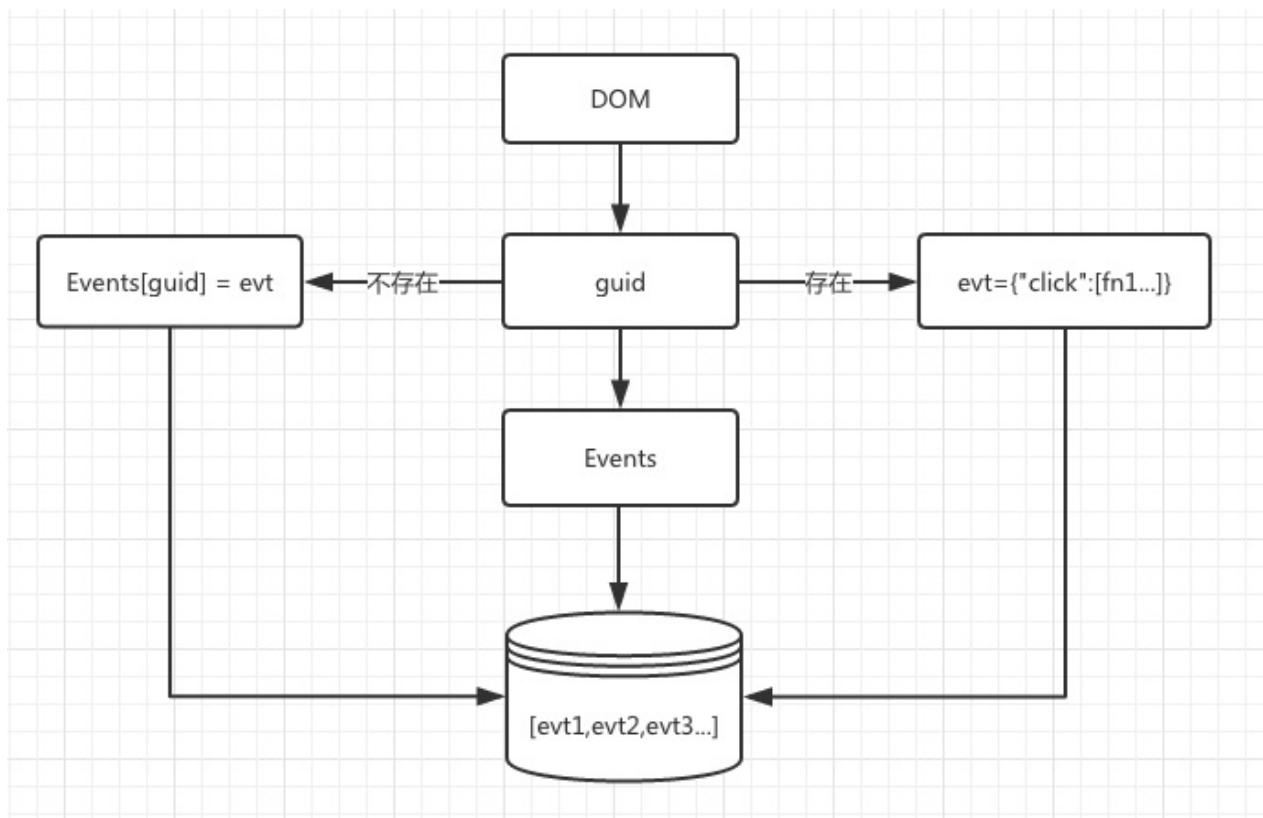 DOM
Events[guid] = evt
不存在
guid
存在
evt={"click":[fn1...]}
Events
[evt1,evt2,evt3...]